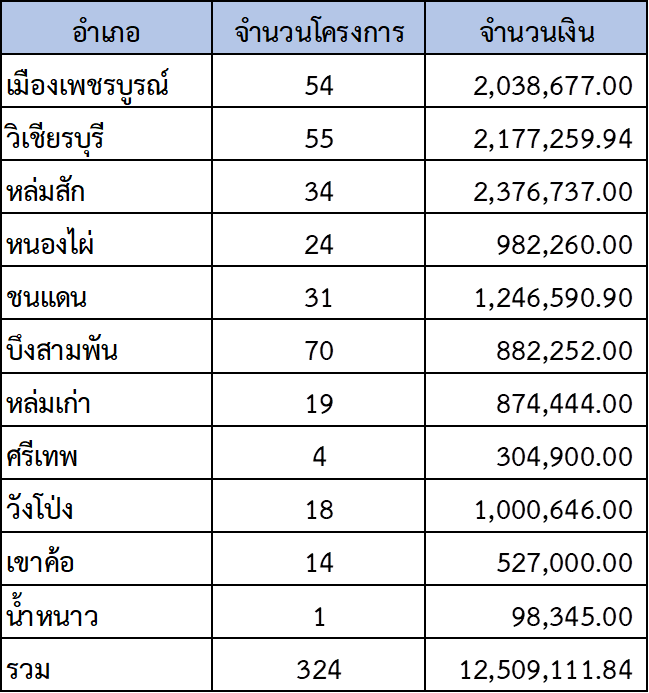 อำเภอ จำนวนโครงการ จำนวนเงิน
เมืองเพชรบูรณ์ 54 2,038,677.00
วิเชียรบุรี 55 2,177,259.94
หล่มสัก 34 2,376,737.00
หนองไผ่ 24 982,260.00
ชนแดน 31 1,246,590.90
บึงสามพัน 70 882,252.00
หล่มเก่า 19 874,444.00
ศรีเทพ 4 304,900.00
วังโป่ง 18 1,000,646.00
เขาค้อ 14 527,000.00
น้ำหนาว 1 98,345.00
รวม 324 12,509,111.84